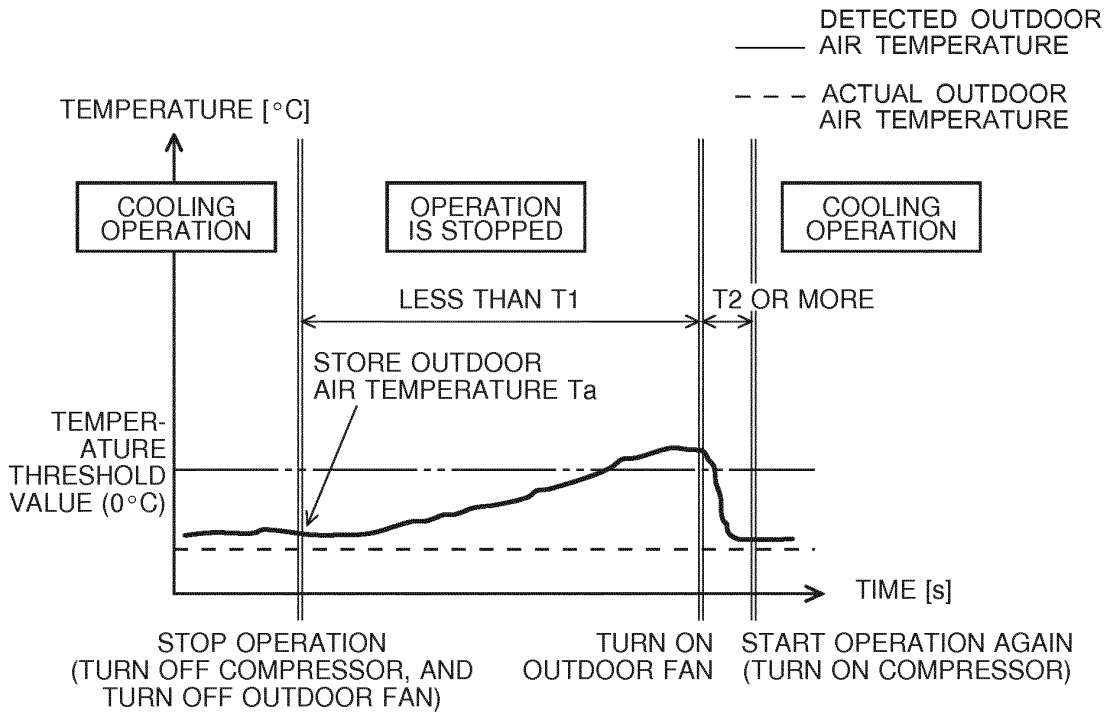 DETECTED OUTDOOR
AIR TEMPERATURE
ACTUAL OUTDOOR
AIR TEMPERATURE
TEMPERATURE [°C]
COOLING
OPERATION
OPERATION
IS STOPPED
COOLING
OPERATION
LESS THAN T1
T2 OR MORE
STORE OUTDOOR
AIR TEMPERATURE Ta
TEMPER-
ATURE
THRESHOLD
VALUE (0°C)
TIME [s]
STOP OPERATION
(TURN OFF COMPRESSOR, AND
TURN OFF OUTDOOR FAN)
TURN ON
OUTDOOR FAN
START OPERATION AGAIN
(TURN ON COMPRESSOR)